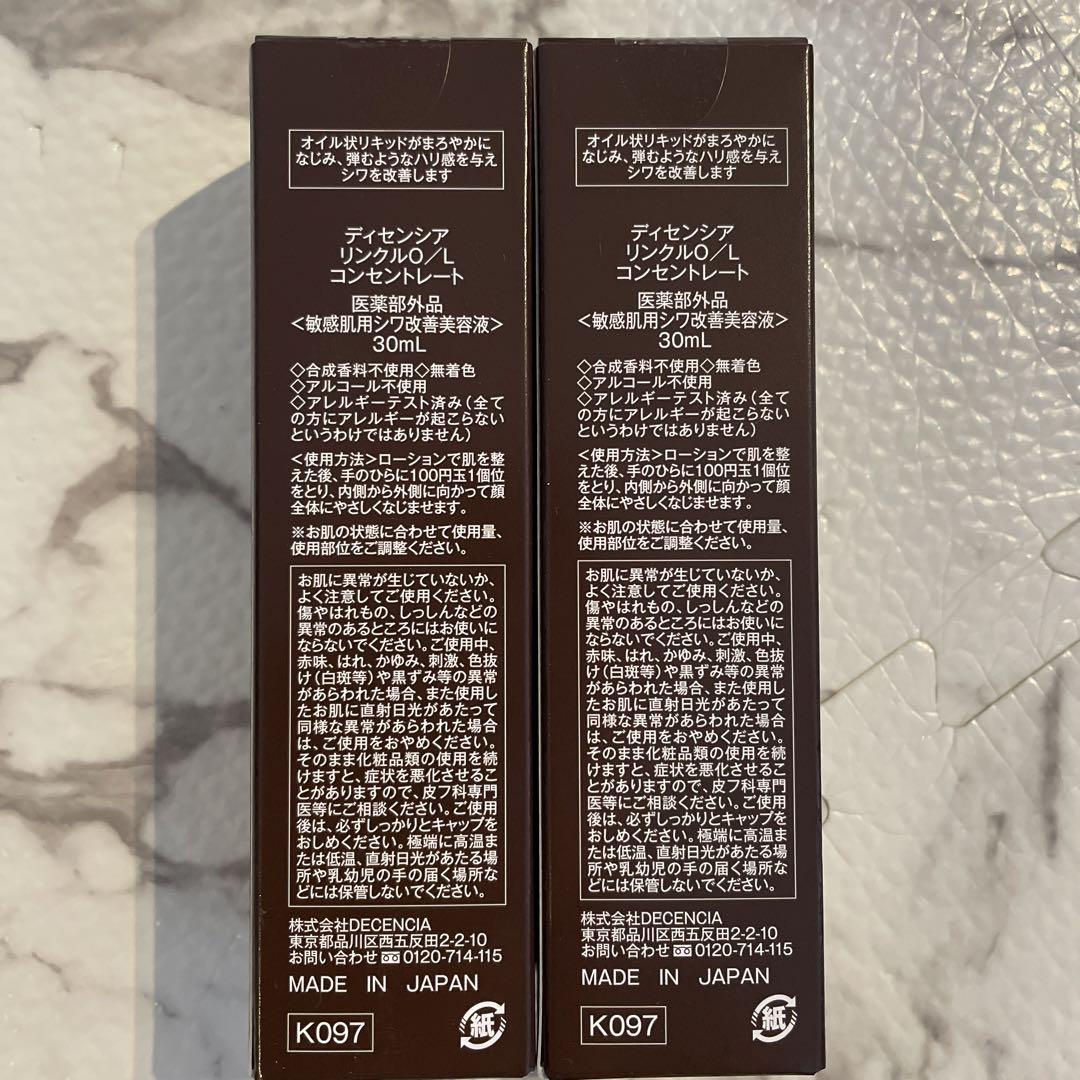 オイル状リキッドがまろやかに
なじみ、弾むようなハリ感を与え
シワを改善します
ディセンシア
リンクルO／L
コンセントレート
医薬部外品
＜敏感肌用シワ改善美容液＞
30mL
◇合成香料不使用◇無着色
◇アルコール不使用
◇アレルギーテスト済み（全て
の方にアレルギーが起こらない
というわけではありません）
＜使用方法＞ローションで肌を整
えた後、手のひらに100円玉1個位
をとり、内側から外側に向かって顔
全体にやさしくなじませます。
※お肌の状態に合わせて使用量、
使用部位をご調整ください。
お肌に異常が生じていないか、
よく注意してご使用ください。
傷やはれもの、しっしんなどの
異常のあるところにはお使いに
ならないでください。ご使用中、
赤味、はれ、かゆみ、刺激、色抜
け（白斑等）や黒ずみ等の異常
があらわれた場合、また使用し
たお肌に直射日光があたって
同様な異常があらわれた場合
は、ご使用をおやめください。
そのまま化粧品類の使用を続
けますと、症状を悪化させるこ
とがありますので、皮フ科専門
医等にご相談ください。ご使用
後は、必ずしっかりとキャップを
おしめください。極端に高温ま
たは低温、直射日光があたる場
所や乳幼児の手の届く場所な
どには保管しないでください。
株式会社DECENCIA
東京都品川区西五反田2-2-10
お問い合わせ 0120-714-115
MADE IN JAPAN
K097
紙
オイル状リキッドがまろやかに
なじみ、弾むようなハリ感を与え
シワを改善します
ディセンシア
リンクルO／L
コンセントレート
医薬部外品
＜敏感肌用シワ改善美容液＞
30mL
◇合成香料不使用◇無着色
◇アルコール不使用
◇アレルギーテスト済み（全て
の方にアレルギーが起こらない
というわけではありません）
＜使用方法＞ローションで肌を整
えた後、手のひらに100円玉1個位
をとり、内側から外側に向かって顔
全体にやさしくなじませます。
※お肌の状態に合わせて使用量、
使用部位をご調整ください。
お肌に異常が生じていないか、
よく注意してご使用ください。
傷やはれもの、しっしんなどの
異常のあるところにはお使いに
ならないでください。ご使用中、
赤味、はれ、かゆみ、刺激、色抜
け（白斑等）や黒ずみ等の異常
があらわれた場合、また使用し
たお肌に直射日光があたって
同様な異常があらわれた場合
は、ご使用をおやめください。
そのまま化粧品類の使用を続
けますと、症状を悪化させるこ
とがありますので、皮フ科専門
医等にご相談ください。ご使用
後は、必ずしっかりとキャップを
おしめください。極端に高温ま
たは低温、直射日光があたる場
所や乳幼児の手の届く場所な
どには保管しないでください。
株式会社DECENCIA
東京都品川区西五反田2-2-10
お問い合わせ 0120-714-115
MADE IN JAPAN
K097
紙